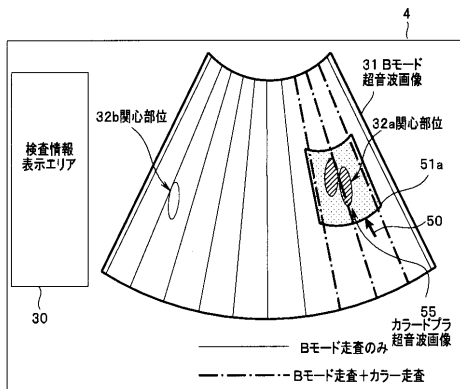 4
31 Bモード
超音波画像
32b関心部位
32a関心部位
検査情報
表示エリア
51a
50
30
55
カラードプラ
超音波画像
Bモード走査のみ
Bモード走査+カラー走査